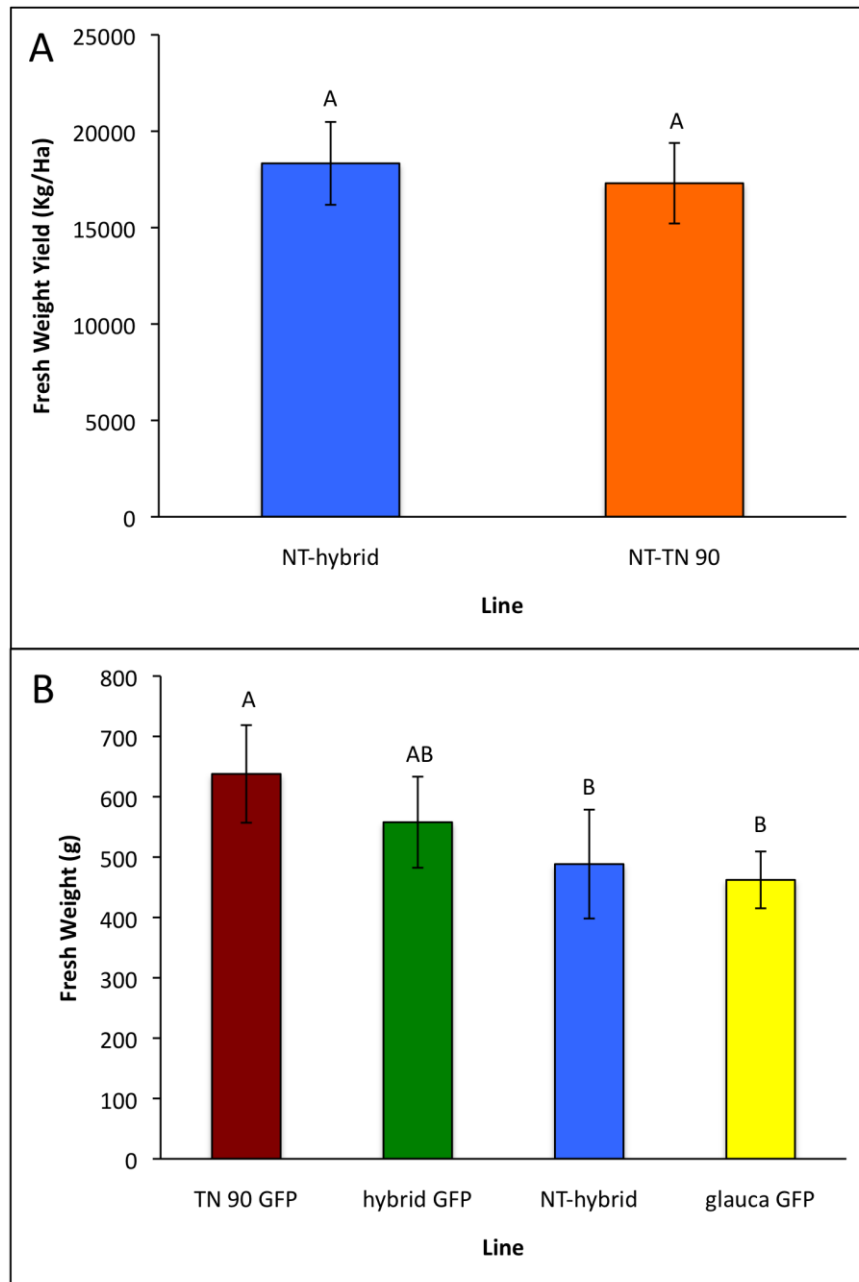 A
25000
20000
15000
10000
5000
0
Fresh Weight Yield (Kg/Ha)
A
A
NT-hybrid NT-TN 90
Line
B
800
700
600
500
400
300
200
100
0
Fresh Weight (g)
A
AB
B
B
TN 90 GFP hybrid GFP NT-hybrid glauca GFP
Line